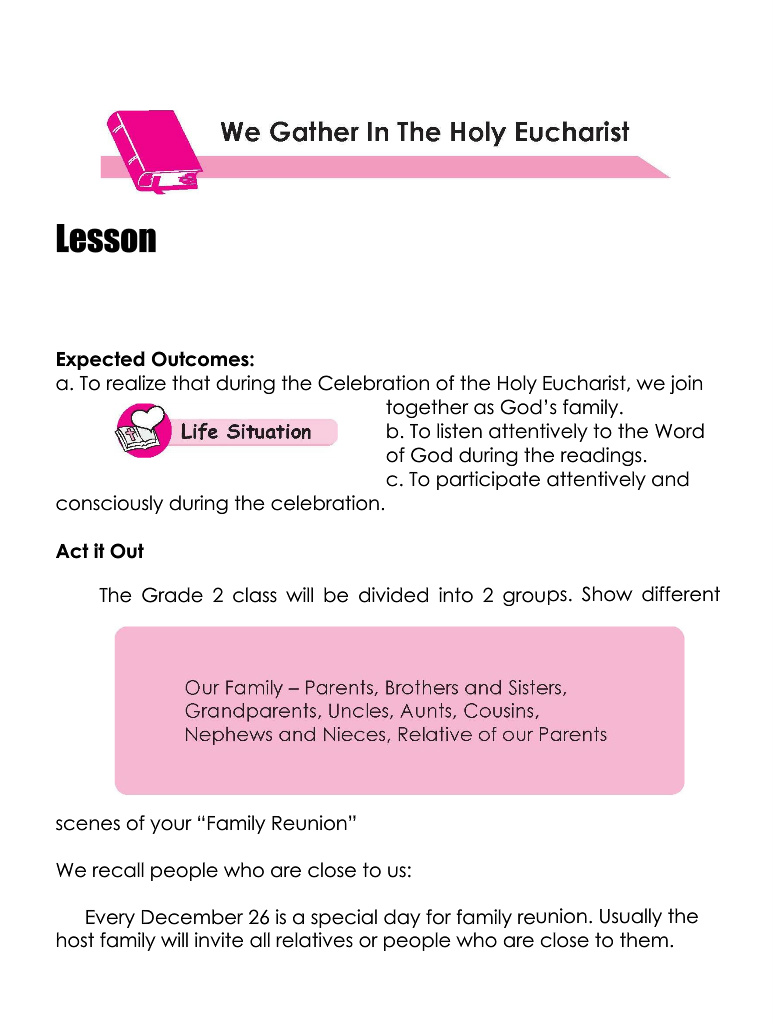 We Gather In The Holy Eucharist
Lesson
Expected Outcomes:
a. To realize that during the Celebration of the Holy Eucharist, we join
together as God’s family.
Life Situation
b. To listen attentively to the Word
of God during the readings.
c. To participate attentively and
consciously during the celebration.
Act it Out
The Grade 2 class will be divided into 2 groups. Show different
Our Family – Parents, Brothers and Sisters,
Grandparents, Uncles, Aunts, Cousins,
Nephews and Nieces, Relative of our Parents
scenes of your “Family Reunion”
We recall people who are close to us:
Every December 26 is a special day for family reunion. Usually the
host family will invite all relatives or people who are close to them.